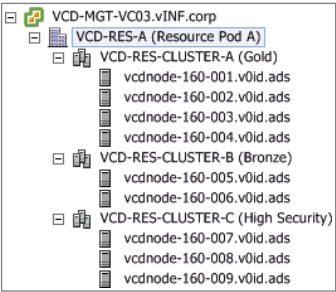 VCD-MGT-VC03.vINF.corp
VCD-RES-A (Resource Pod A)
VCD-RES-CLUSTER-A (Gold)
vcdnode-160-001.v0id.ads
vcdnode-160-002.v0id.ads
vcdnode-160-003.v0id.ads
vcdnode-160-004.v0id.ads
VCD-RES-CLUSTER-B (Bronze)
vcdnode-160-005.v0id.ads
vcdnode-160-006.v0id.ads
VCD-RES-CLUSTER-C (High Security)
vcdnode-160-007.v0id.ads
vcdnode-160-008.v0id.ads
vcdnode-160-009.v0id.ads